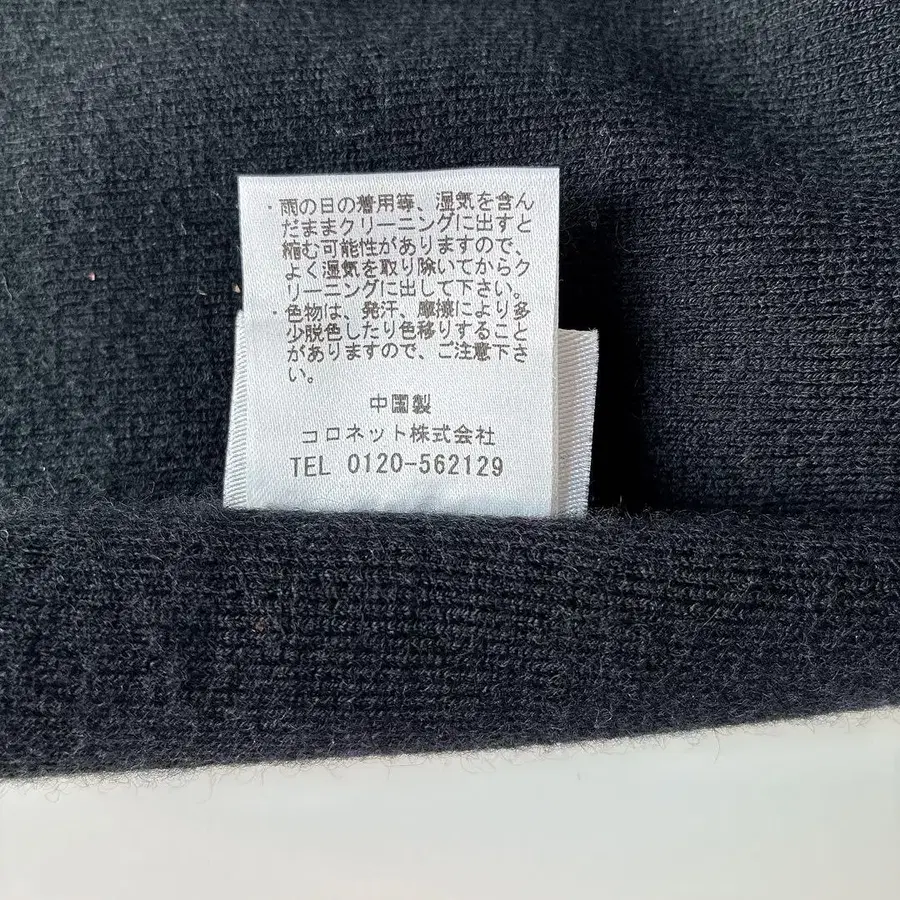 ・雨の日の着用等、湿気を含ん
だままクリーニングに出すと
縮む可能性がありますので、
よく湿気を取り除いてからク
リーニングに出して下さい。
・色物は、発汗、摩擦により多
少脱色したり色移りすること
がありますので、ご注意下さ
い。
中国製
コロネット株式会社
TEL 0120-562129